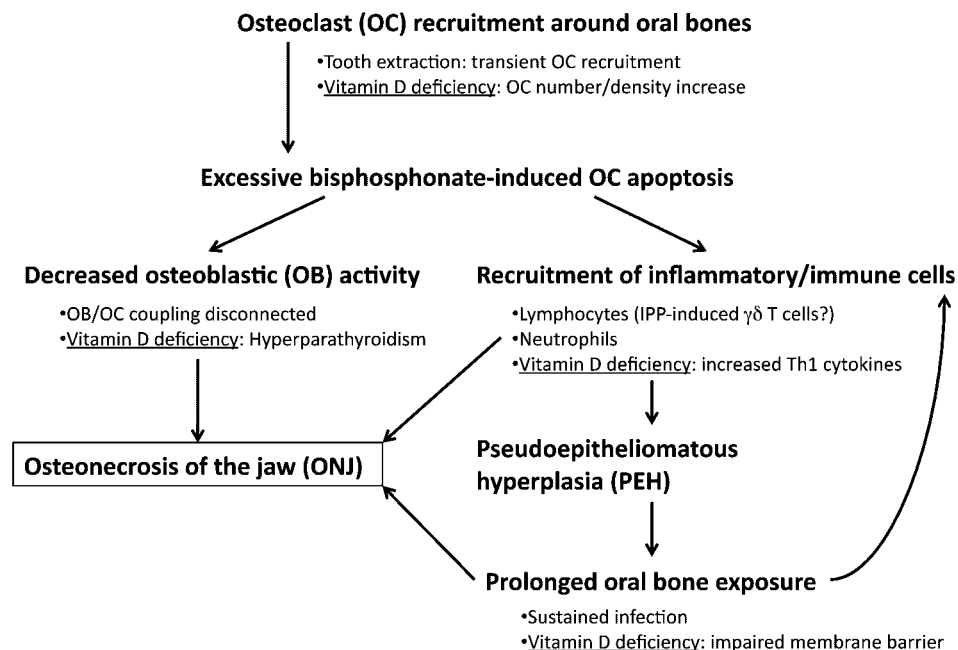 Osteoclast (OC) recruitment around oral bones
•Tooth extraction: transient OC recruitment
•Vitamin D deficiency: OC number/density increase
Excessive bisphosphonate-induced OC apoptosis
Decreased osteoblastic (OB) activity
•OB/OC coupling disconnected
•Vitamin D deficiency: Hyperparathyroidism
Recruitment of inflammatory/immune cells
•Lymphocytes (IPP-induced γδ T cells?)
•Neutrophils
•Vitamin D deficiency: increased Th1 cytokines
Osteonecrosis of the jaw (ONJ)
Pseudoepitheliomatous
hyperplasia (PEH)
Prolonged oral bone exposure
•Sustained infection
•Vitamin D deficiency: impaired membrane barrier